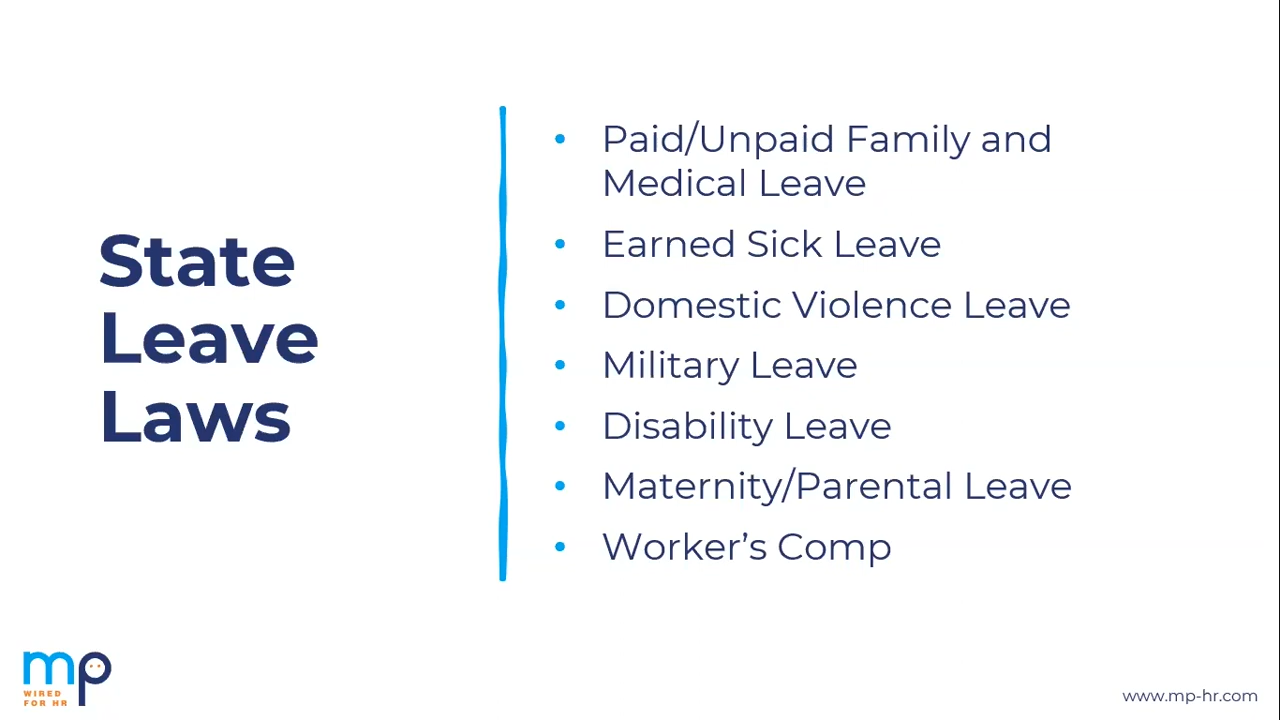 State
Leave
Laws
• Paid/Unpaid Family and
Medical Leave
• Earned Sick Leave
• Domestic Violence Leave
• Military Leave
• Disability Leave
• Maternity/Parental Leave
• Worker’s Comp
mp
WIRED
FOR HR
www.mp-hr.com